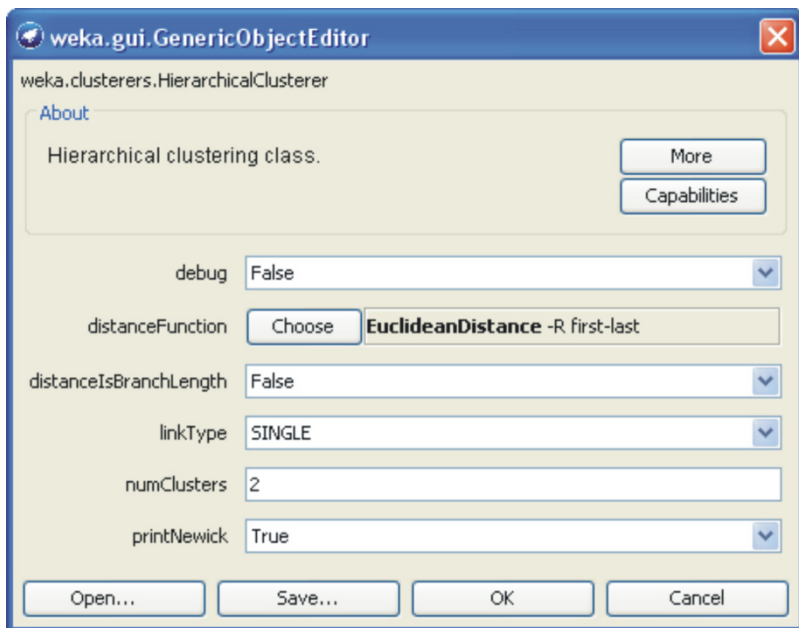 weka.gui.GenericObjectEditor
weka.clusterers.HierarchicalClusterer
About
Hierarchical clustering class.
More
Capabilities
debug False
distanceFunction Choose EuclideanDistance -R first-last
distanceIsBranchLength False
linkType SINGLE
numClusters 2
printNewick True
Open... Save... OK Cancel